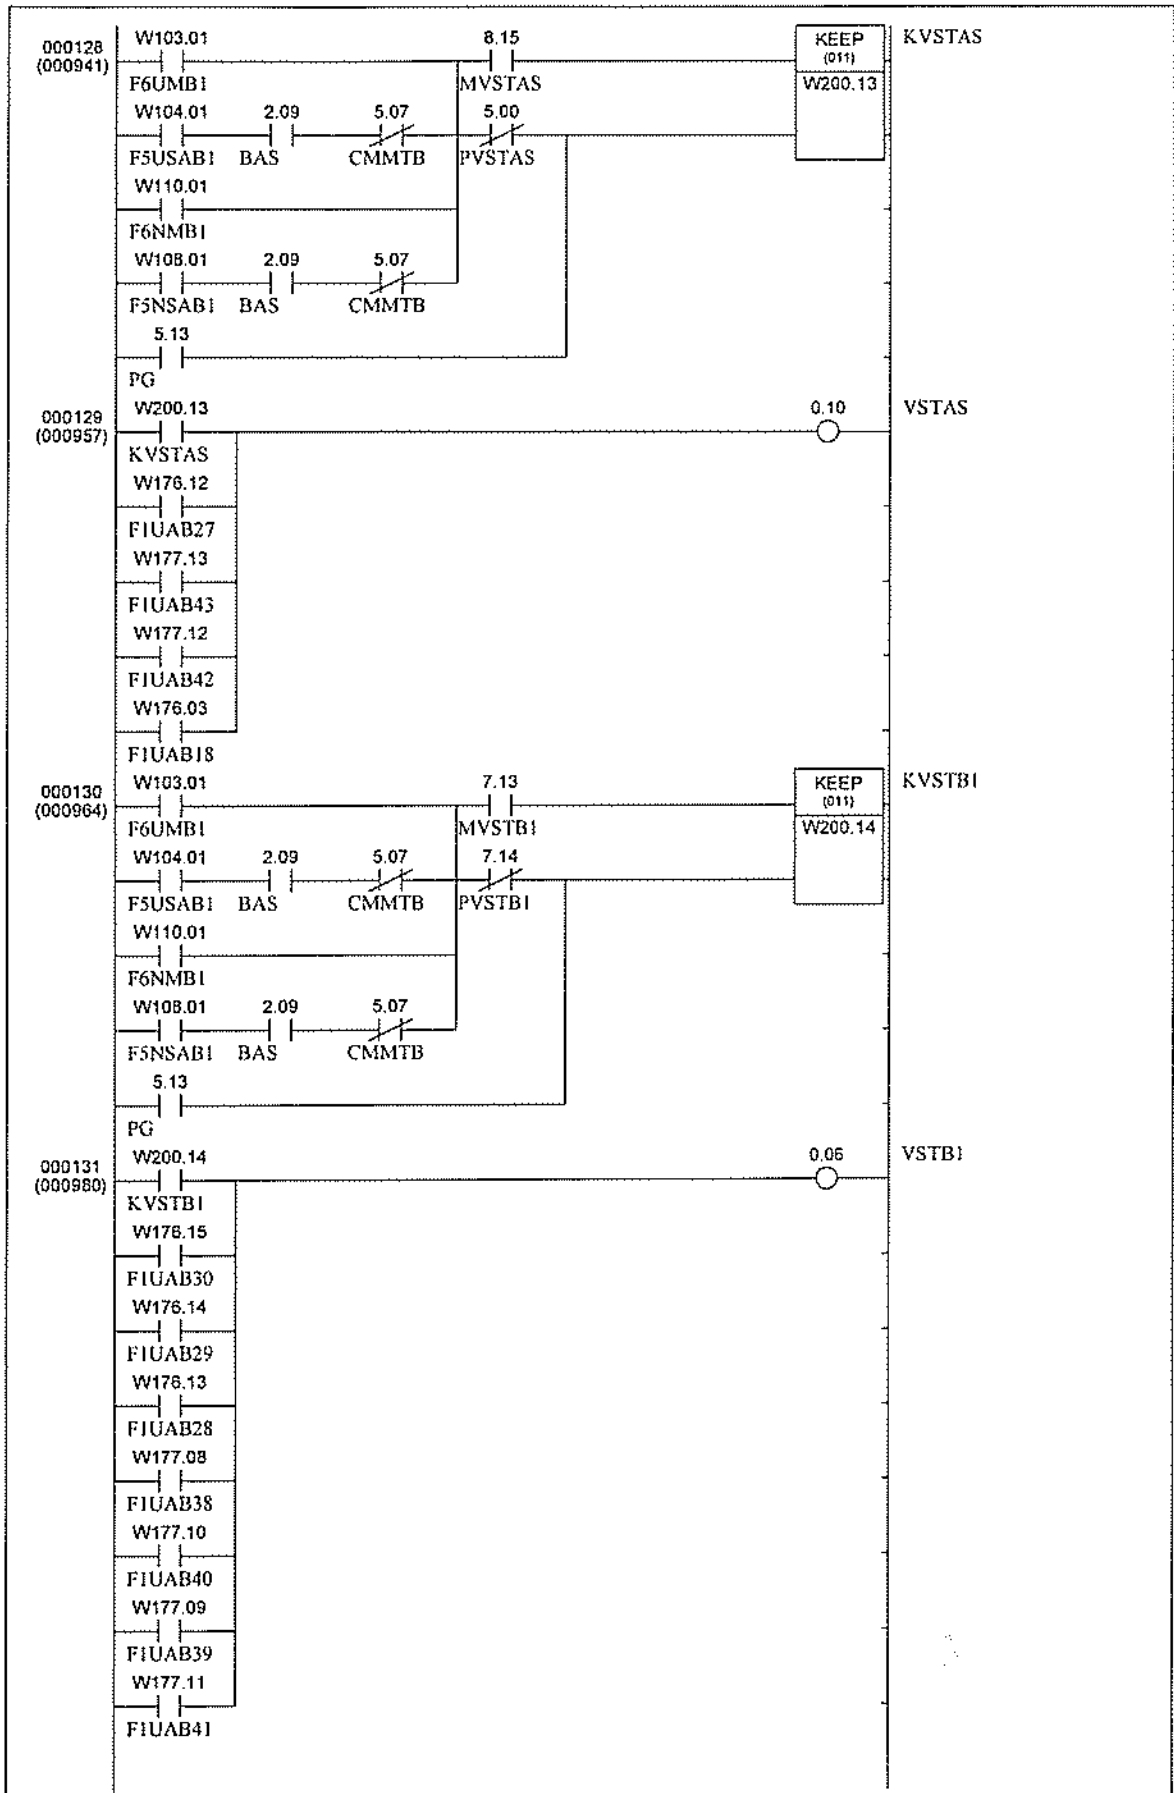 000128
(000941)
W103.01
8.15
KEEP
(011)
KVSTAS
F6UMB1
MVSTAS
W200.13
W104.01
2.09
5.07
5.00
F5USAB1
BAS
CMMTB
PVSTAS
W110.01
F6NMB1
W108.01
2.09
5.07
F5NSAB1
BAS
CMMTB
5.13
PG
000129
(000957)
W200.13
0.10
VSTAS
KVSTAS
W176.12
F1UAB27
W177.13
F1UAB43
W177.12
F1UAB42
W176.03
F1UAB18
000130
(000964)
W103.01
7.13
KEEP
(011)
KVSTB1
F6UMB1
MVSTB1
W200.14
W104.01
2.09
5.07
7.14
F5USAB1
BAS
CMMTB
PVSTB1
W110.01
F6NMB1
W108.01
2.09
5.07
F5NSAB1
BAS
CMMTB
5.13
PG
000131
(000980)
W200.14
0.06
VSTB1
KVSTB1
W176.15
F1UAB30
W176.14
F1UAB29
W176.13
F1UAB28
W177.08
F1UAB38
W177.10
F1UAB40
W177.09
F1UAB39
W177.11
F1UAB41